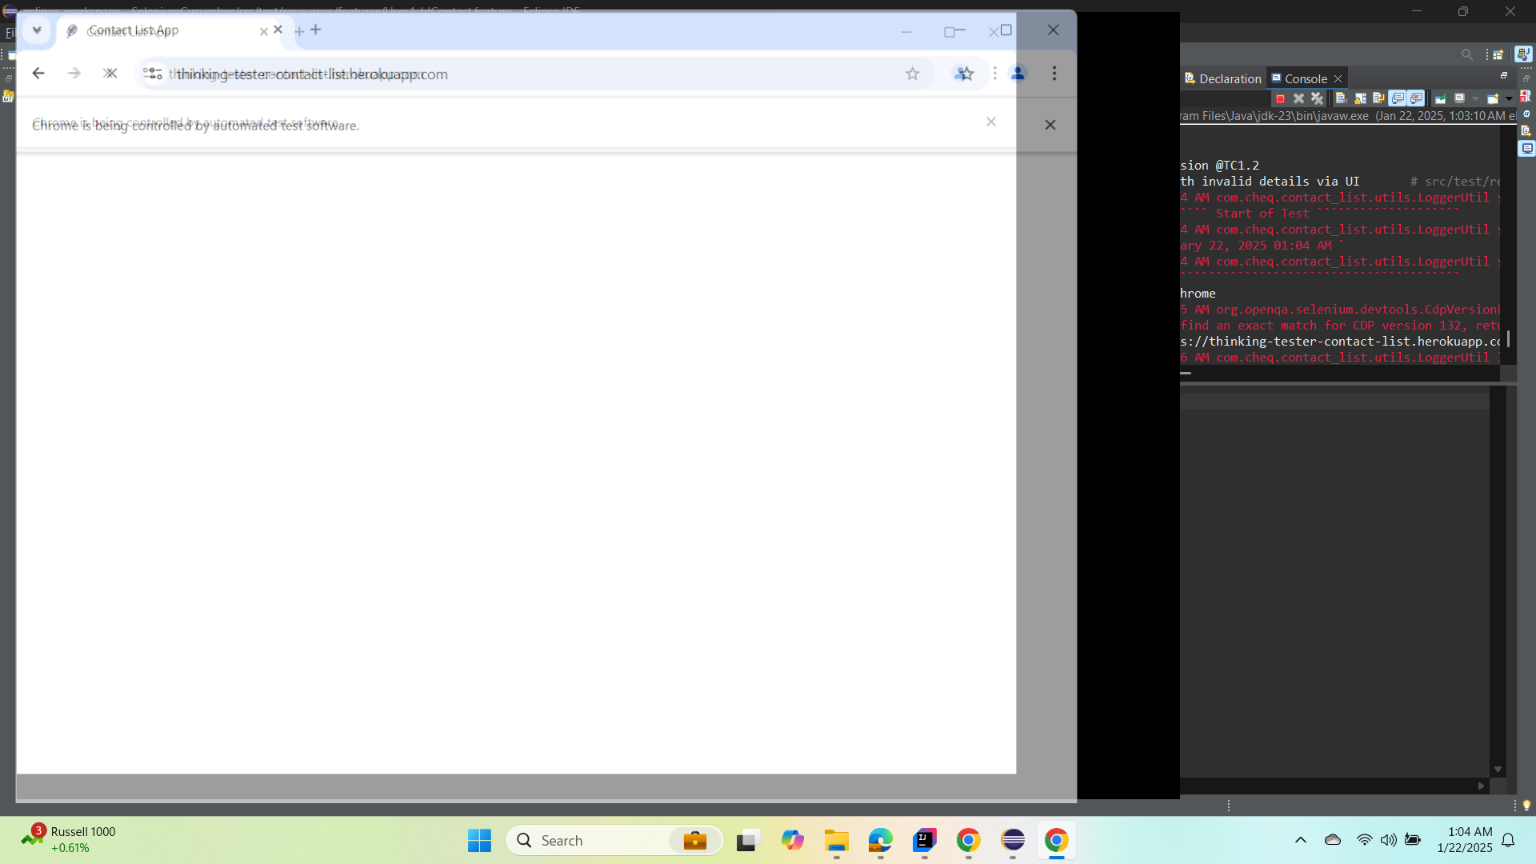 Contact List App
thinking-tester-contact-list.herokuapp.com
Chrome is being controlled by automated test software.
Declaration
Console
ram Files\Java\jdk-23\bin\javaw.exe (Jan 22, 2025, 1:03:10 AM el
sion @TC1.2
th invalid details via UI # src/test/re
4 AM com.cheq.contact_list.utils.LoggerUtil s
Start of Test
4 AM com.cheq.contact_list.utils.LoggerUtil s
ary 22, 2025 01:04 AM `
4 AM com.cheq.contact_list.utils.LoggerUtil s
hrome
5 AM org.openqa.selenium.devtools.CdpVersionF
find an exact match for CDP version 132, retu
s://thinking-tester-contact-list.herokuapp.co
6 AM com.cheq.contact_list.utils.LoggerUtil l
3
Russell 1000
+0.61%
Search
1:04 AM
1/22/2025